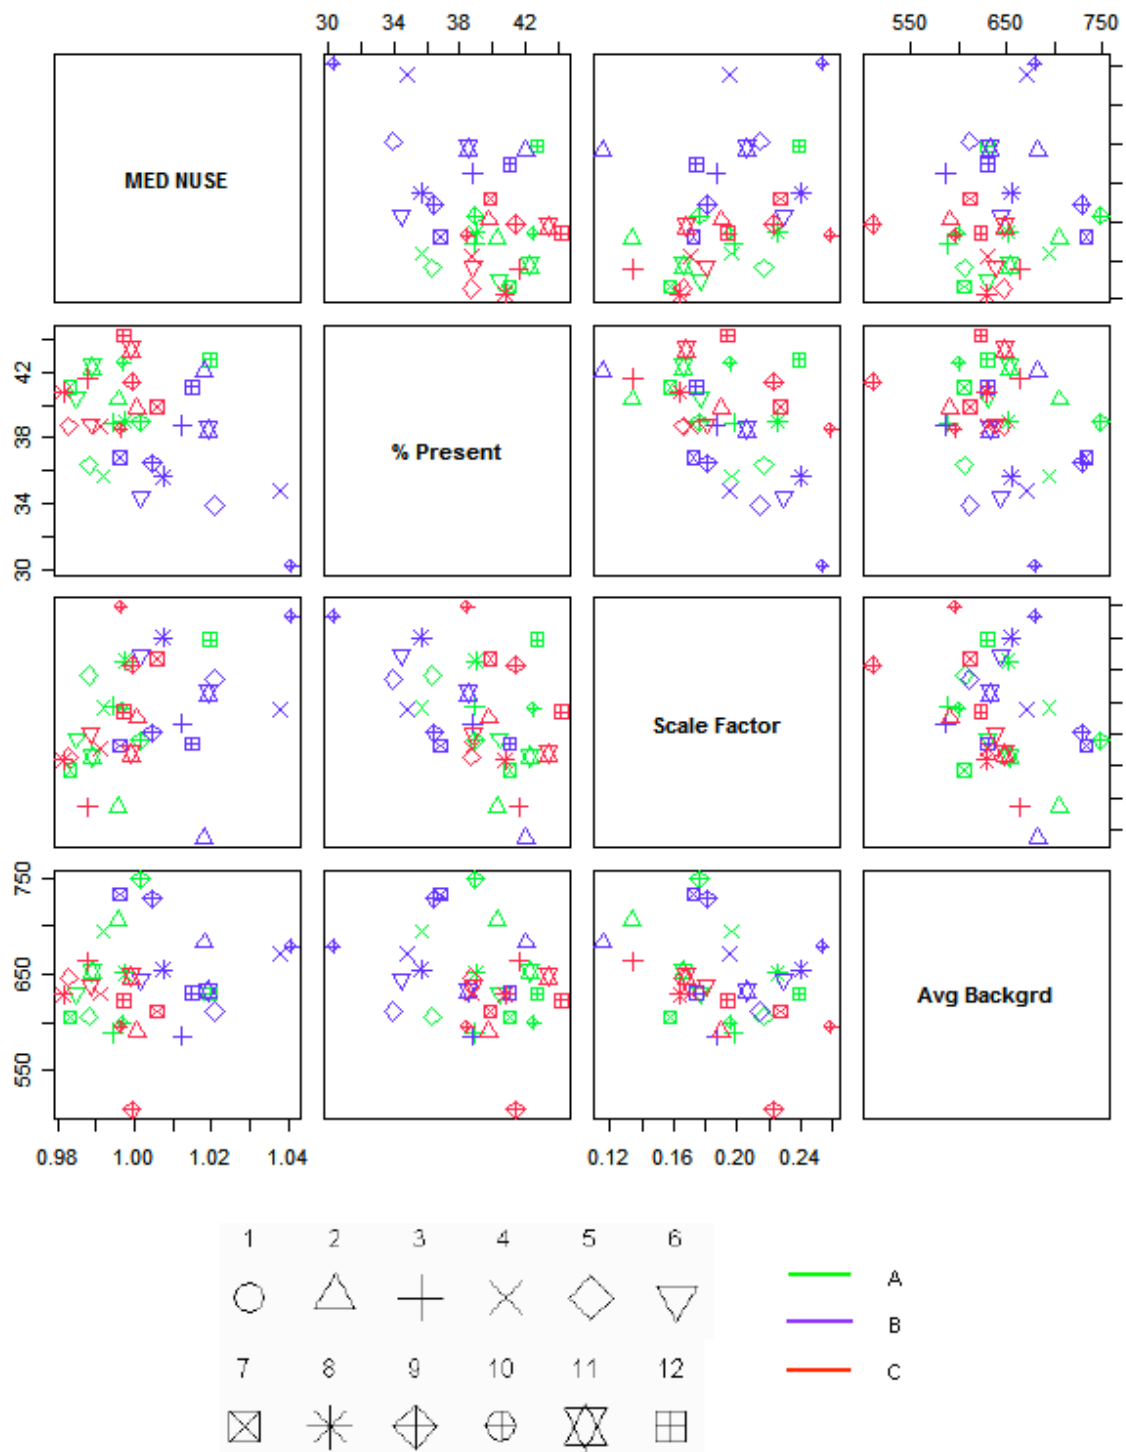 30 34 38 42 550 650 750
MED NUSE
42
38
34
30
% Present
Scale Factor
750
650
550
Avg Backgrd
0.98 1.00 1.02 1.04 0.12 0.16 0.20 0.24
1 2 3 4 5 6
A
B
7 8 9 10 11 12
C